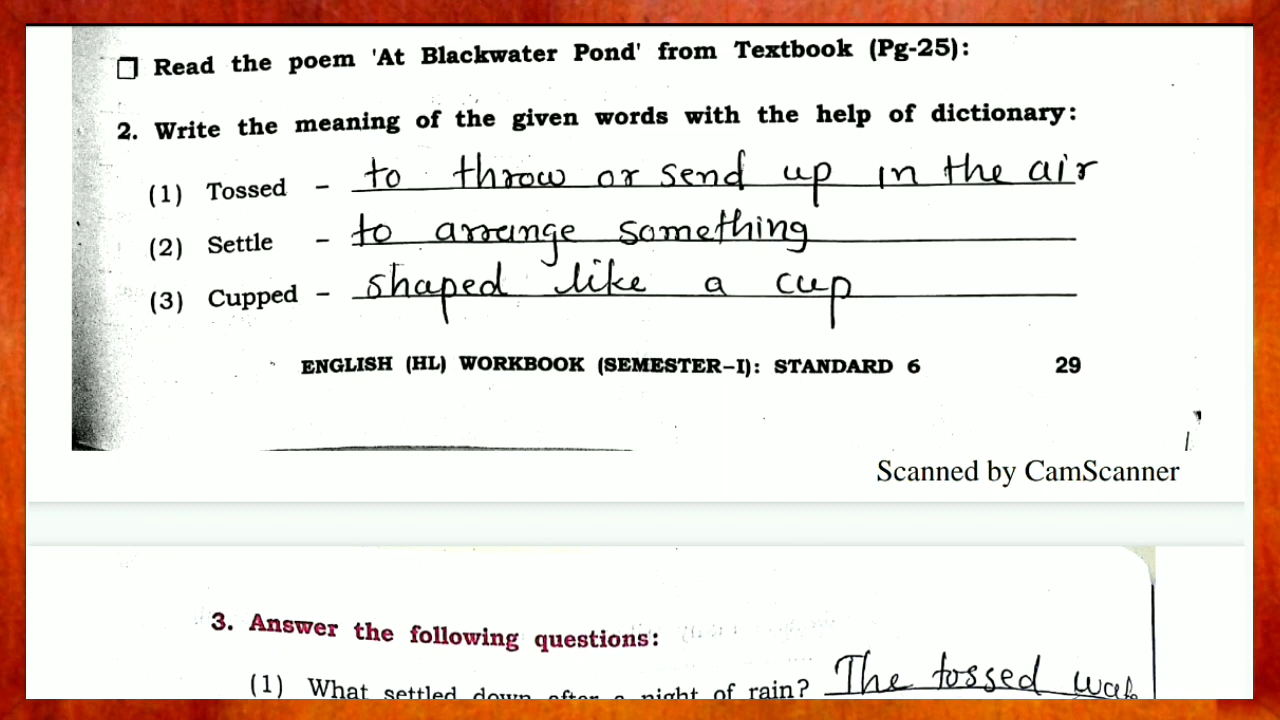 Read the poem 'At Blackwater Pond' from Textbook (Pg-25):
2. Write the meaning of the given words with the help of dictionary:
(1) Tossed - to throw or send up in the air
(2) Settle - to arrange something
(3) Cupped - shaped like a cup
ENGLISH (HL) WORKBOOK (SEMESTER-I): STANDARD 6 29
Scanned by CamScanner
3. Answer the following questions:
(1) What settled down after a night of rain? The tossed